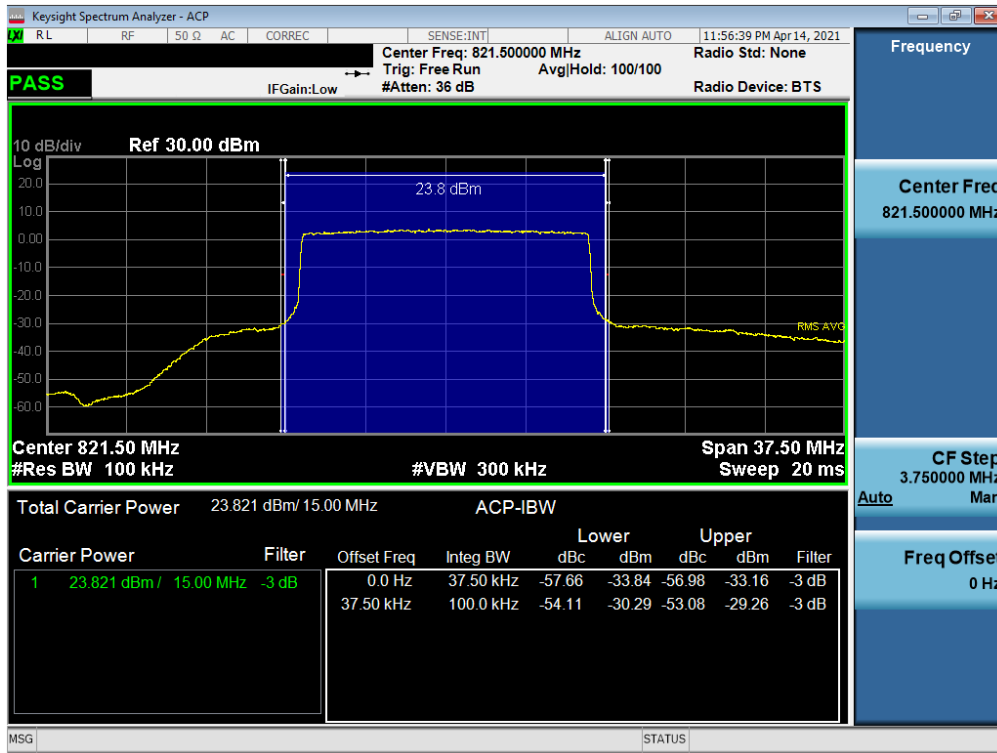 Keysight Spectrum Analyzer - ACP
LXI RL RF 50 Ω AC CORREC SENSE:INT ALIGN AUTO 11:56:39 PM Apr 14, 2021
Center Freq: 821.500000 MHz Radio Std: None
Trig: Free Run Avg|Hold: 100/100
PASS IFGain:Low #Atten: 36 dB Radio Device: BTS
Frequency
10 dB/div Ref 30.00 dBm
Log
20.0
10.0
0.00
-10.0
-20.0
-30.0
-40.0
-50.0
-60.0
23.8 dBm
RMS AVG
Center 821.50 MHz Span 37.50 MHz
#Res BW 100 kHz #VBW 300 kHz Sweep 20 ms
Total Carrier Power 23.821 dBm/ 15.00 MHz ACP-IBW
Lower Upper
Carrier Power Filter Offset Freq Integ BW dBc dBm dBc dBm Filter
1 23.821 dBm / 15.00 MHz -3 dB 0.0 Hz 37.50 kHz -57.66 -33.84 -56.98 -33.16 -3 dB
37.50 kHz 100.0 kHz -54.11 -30.29 -53.08 -29.26 -3 dB
Center Freq
821.500000 MHz
CF Step
3.750000 MHz
Auto Man
Freq Offset
0 Hz
MSG STATUS